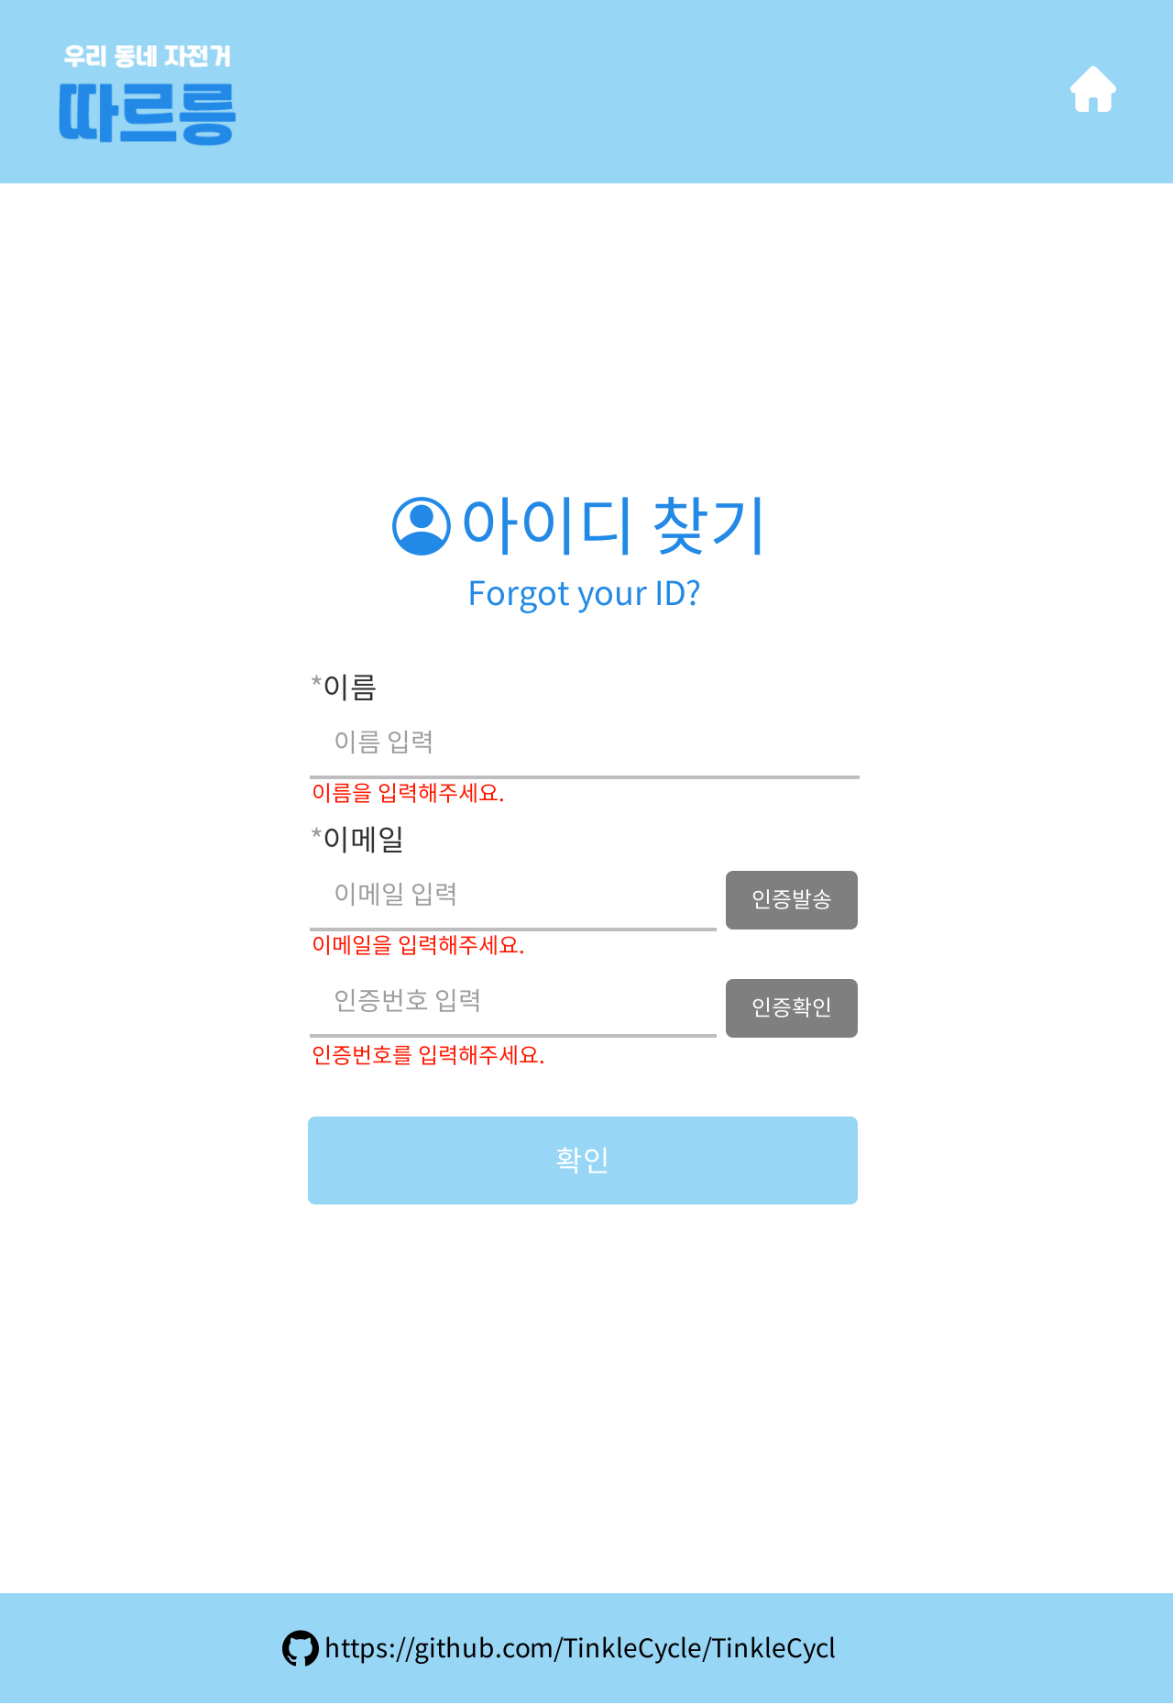 우리 동네 자전거
따르릉
아이디 찾기
Forgot your ID?
*이름
이름 입력
이름을 입력해주세요.
*이메일
이메일 입력
인증발송
이메일을 입력해주세요.
인증번호 입력
인증확인
인증번호를 입력해주세요.
확인
https://github.com/TinkleCycle/TinkleCycl